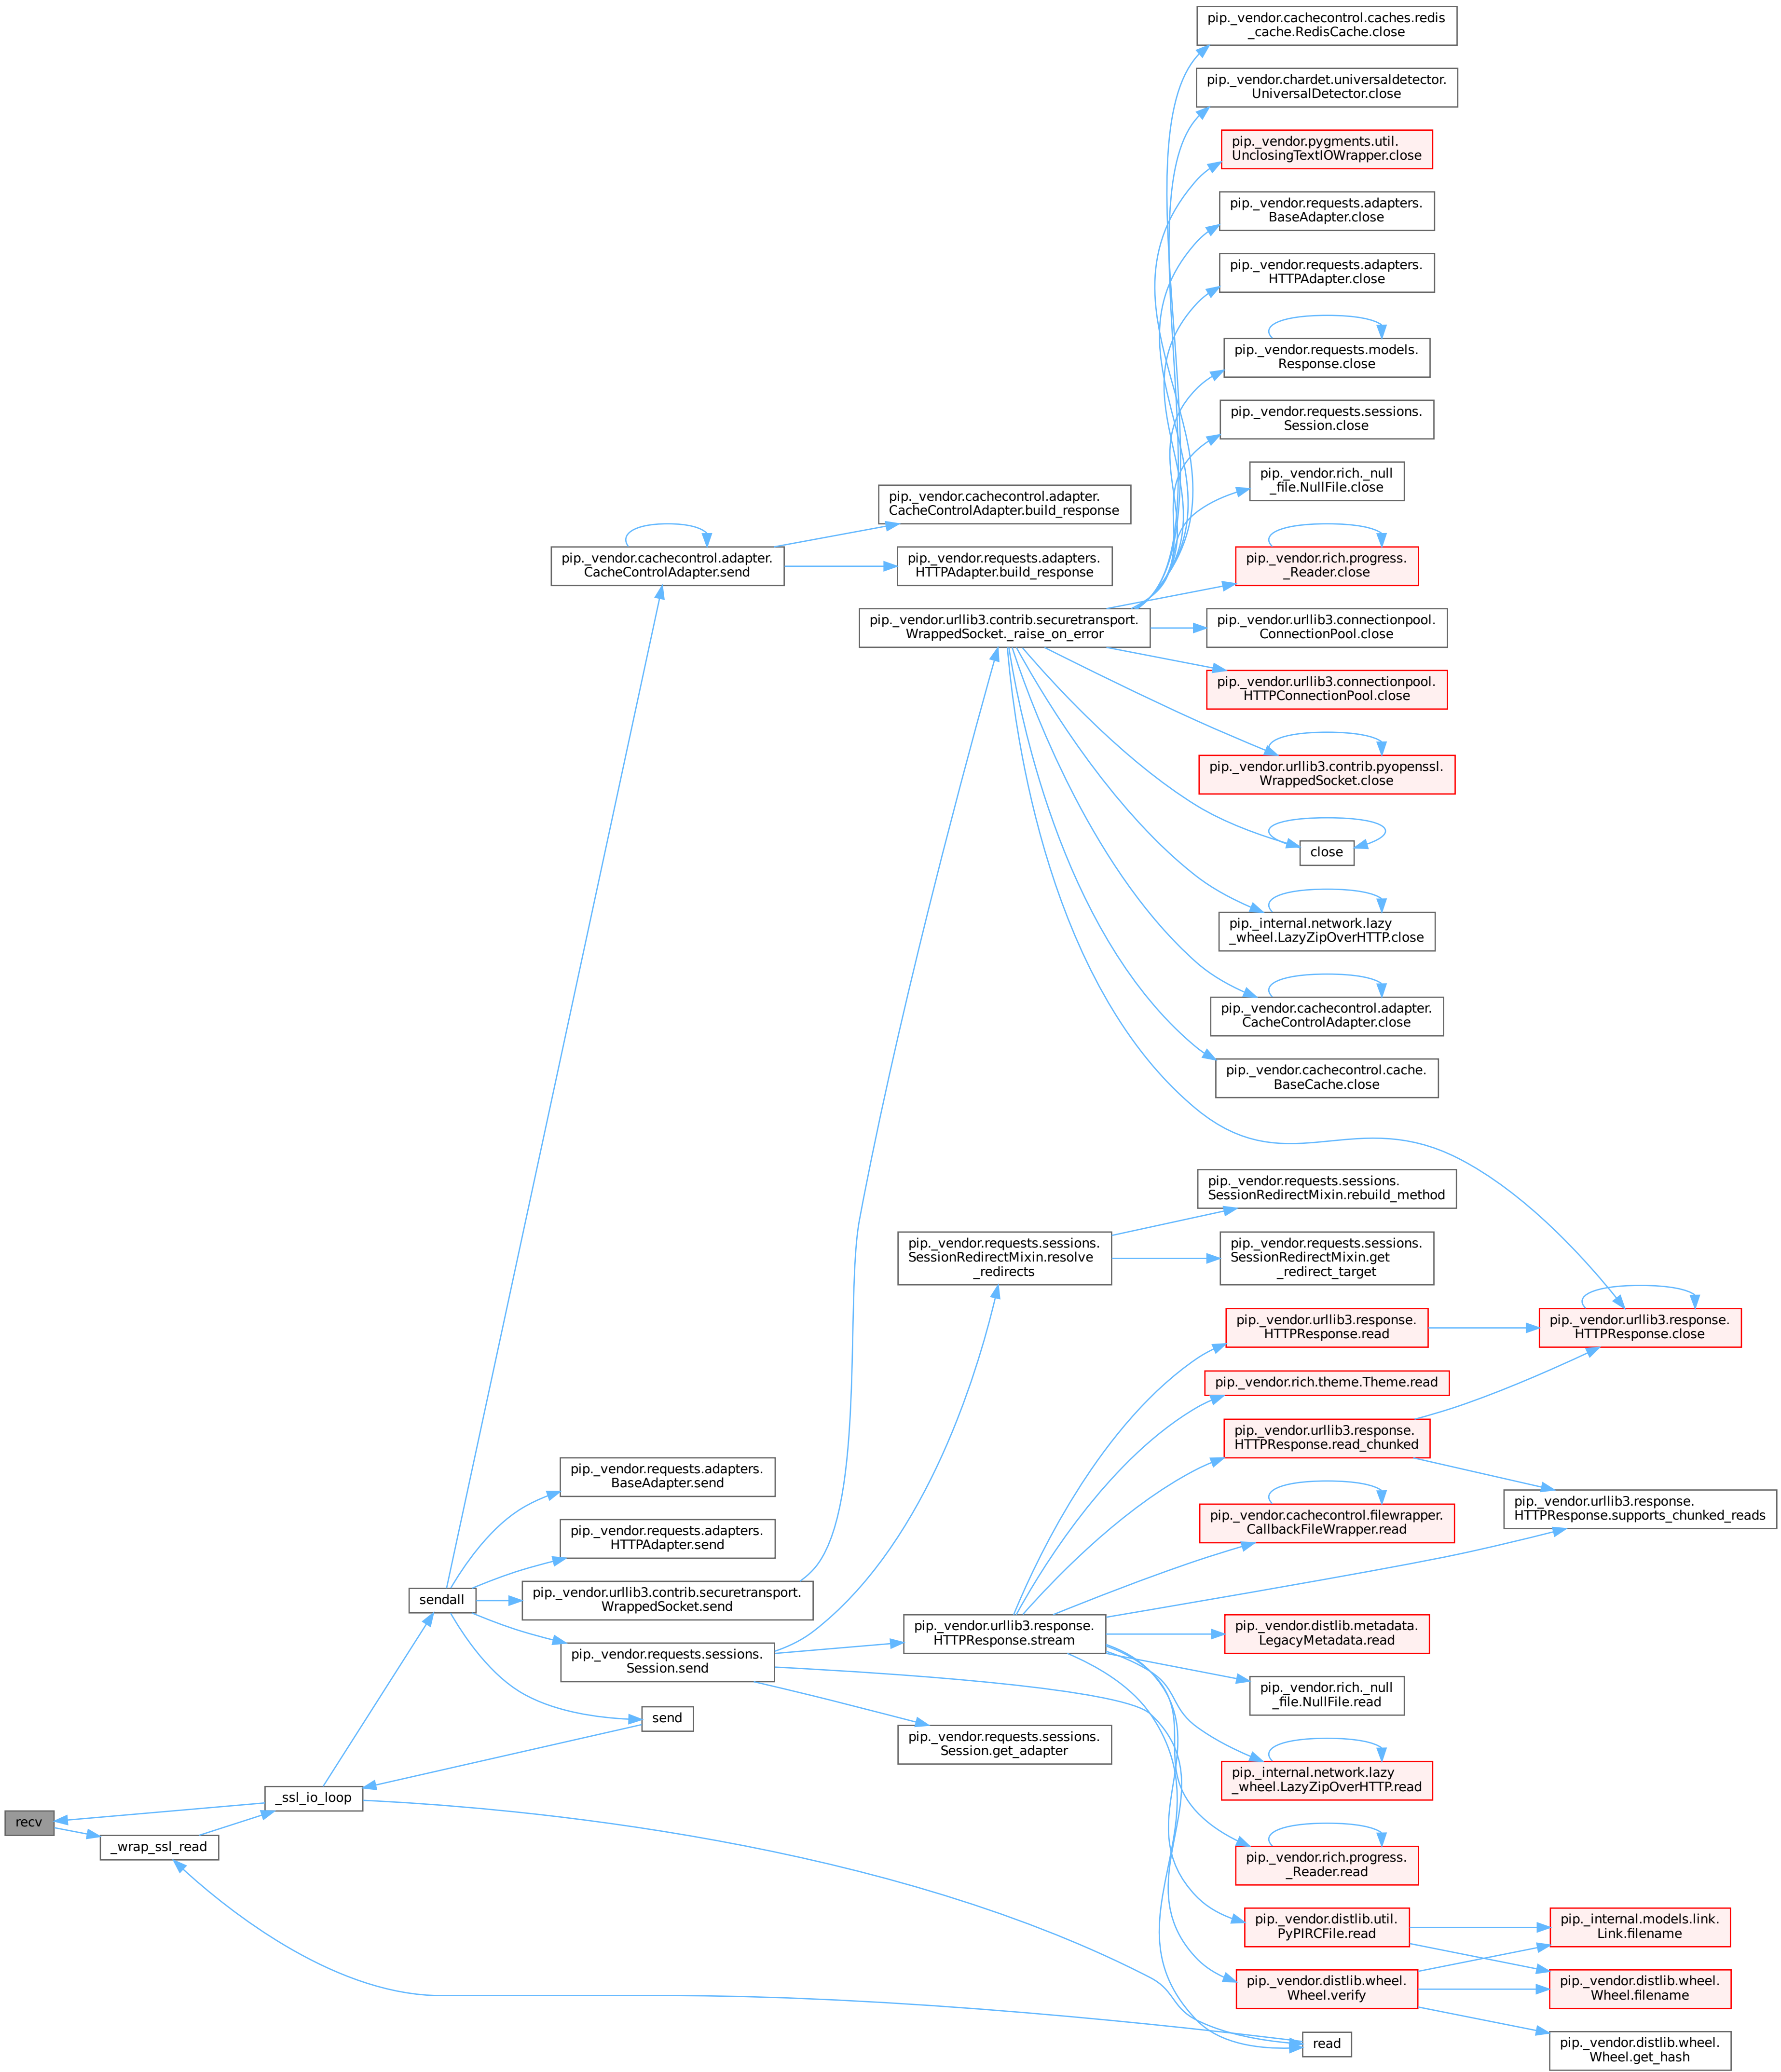 pip._vendor.cachecontrol.caches.redis
_cache.RedisCache.close
pip._vendor.chardet.universaldetector.
UniversalDetector.close
pip._vendor.pygments.util.
UnclosingTextIOWrapper.close
pip._vendor.requests.adapters.
BaseAdapter.close
pip._vendor.requests.adapters.
HTTPAdapter.close
pip._vendor.requests.models.
Response.close
pip._vendor.requests.sessions.
Session.close
pip._vendor.rich._null
_file.NullFile.close
pip._vendor.cachecontrol.adapter.
CacheControlAdapter.build_response
pip._vendor.cachecontrol.adapter.
CacheControlAdapter.send
pip._vendor.requests.adapters.
HTTPAdapter.build_response
pip._vendor.rich.progress.
_Reader.close
pip._vendor.urllib3.contrib.securetransport.
WrappedSocket._raise_on_error
pip._vendor.urllib3.connectionpool.
ConnectionPool.close
pip._vendor.urllib3.connectionpool.
HTTPConnectionPool.close
pip._vendor.urllib3.contrib.pyopenssl.
WrappedSocket.close
close
pip._internal.network.lazy
_wheel.LazyZipOverHTTP.close
pip._vendor.cachecontrol.adapter.
CacheControlAdapter.close
pip._vendor.cachecontrol.cache.
BaseCache.close
pip._vendor.requests.sessions.
SessionRedirectMixin.rebuild_method
pip._vendor.requests.sessions.
SessionRedirectMixin.resolve
_redirects
pip._vendor.requests.sessions.
SessionRedirectMixin.get
_redirect_target
pip._vendor.urllib3.response.
HTTPResponse.read
pip._vendor.urllib3.response.
HTTPResponse.close
pip._vendor.rich.theme.Theme.read
pip._vendor.urllib3.response.
HTTPResponse.read_chunked
pip._vendor.requests.adapters.
BaseAdapter.send
pip._vendor.cachecontrol.filewrapper.
CallbackFileWrapper.read
pip._vendor.urllib3.response.
HTTPResponse.supports_chunked_reads
pip._vendor.requests.adapters.
HTTPAdapter.send
sendall
pip._vendor.urllib3.contrib.securetransport.
WrappedSocket.send
pip._vendor.urllib3.response.
HTTPResponse.stream
pip._vendor.distlib.metadata.
LegacyMetadata.read
pip._vendor.requests.sessions.
Session.send
pip._vendor.rich._null
_file.NullFile.read
send
pip._vendor.requests.sessions.
Session.get_adapter
pip._internal.network.lazy
_wheel.LazyZipOverHTTP.read
_ssl_io_loop
recv
_wrap_ssl_read
pip._vendor.rich.progress.
_Reader.read
pip._vendor.distlib.util.
PyPIRCFile.read
pip._internal.models.link.
Link.filename
pip._vendor.distlib.wheel.
Wheel.verify
pip._vendor.distlib.wheel.
Wheel.filename
read
pip._vendor.distlib.wheel.
Wheel.get_hash